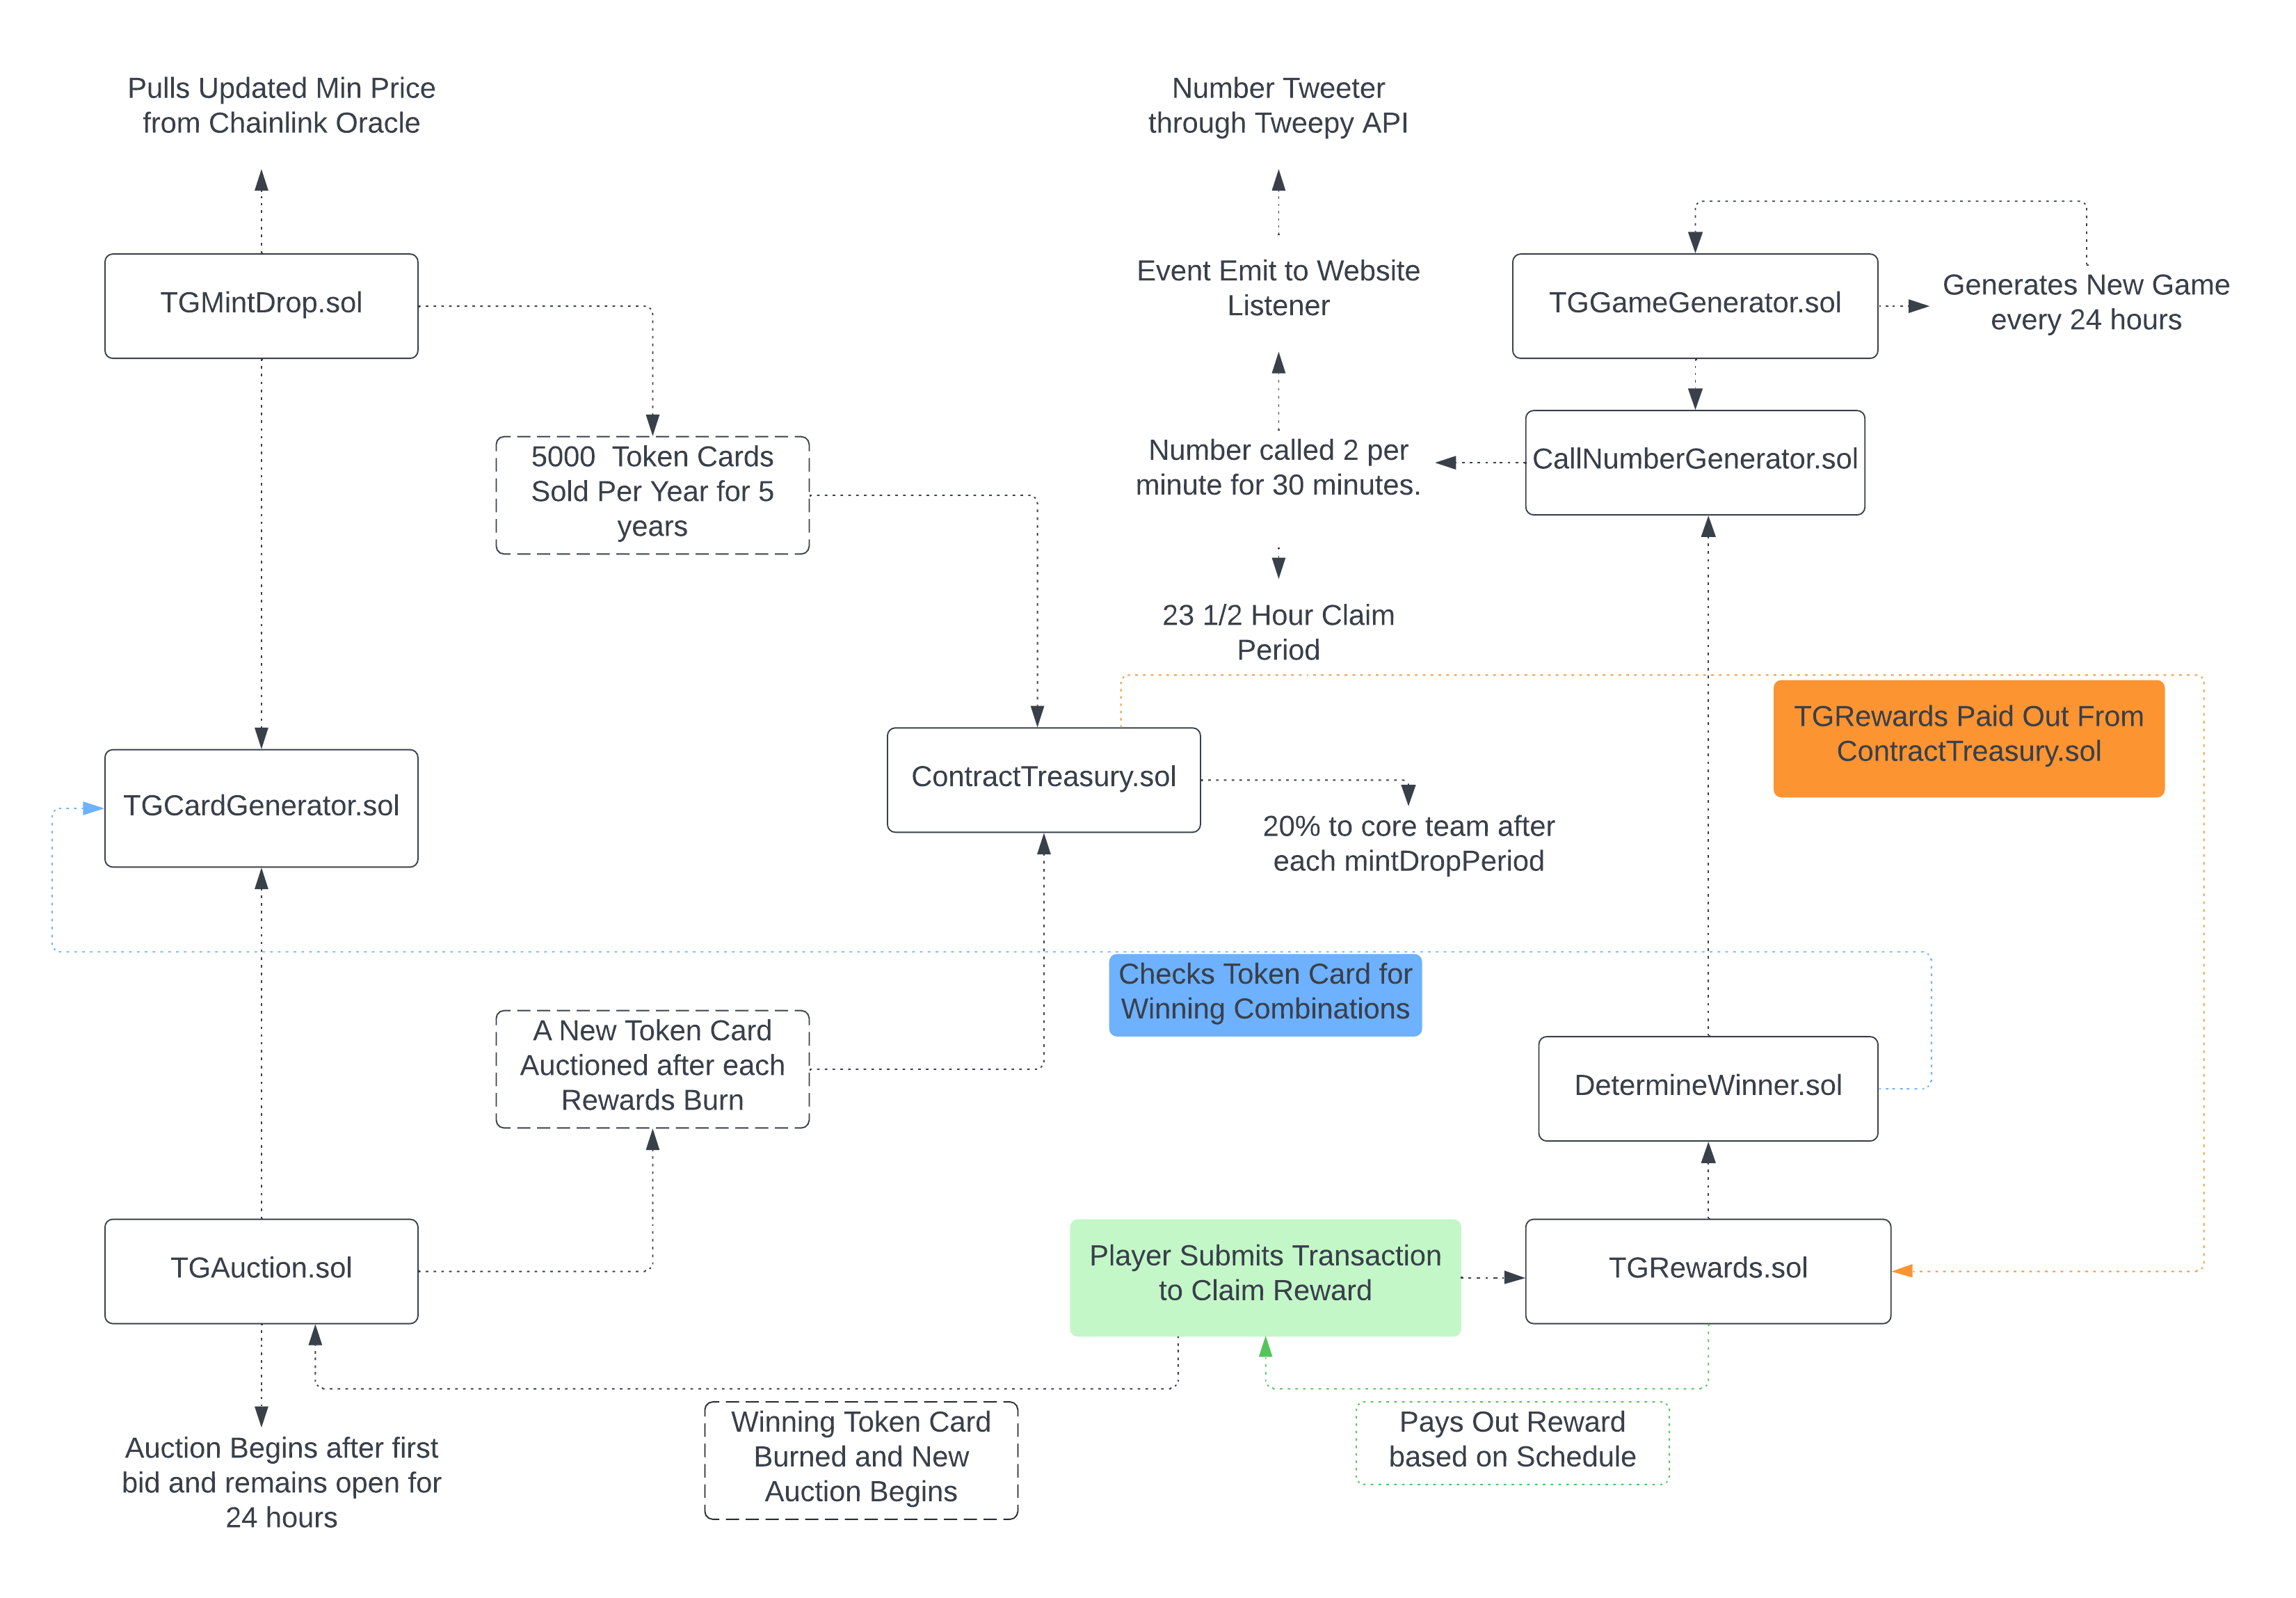 Pulls Updated Min Price
from Chainlink Oracle
Number Tweeter
through Tweepy API
TGMintDrop.sol
Event Emit to Website
Listener
TGGameGenerator.sol
Generates New Game
every 24 hours
5000  Token Cards
Sold Per Year for 5
years
Number called 2 per
minute for 30 minutes.
CallNumberGenerator.sol
23 1/2 Hour Claim
Period
TGCardGenerator.sol
ContractTreasury.sol
TGRewards Paid Out From
ContractTreasury.sol
20% to core team after
each mintDropPeriod
Checks Token Card for
Winning Combinations
A New Token Card
Auctioned after each
Rewards Burn
DetermineWinner.sol
TGAuction.sol
Player Submits Transaction
to Claim Reward
TGRewards.sol
Auction Begins after first
bid and remains open for
24 hours
Winning Token Card
Burned and New
Auction Begins
Pays Out Reward
based on Schedule